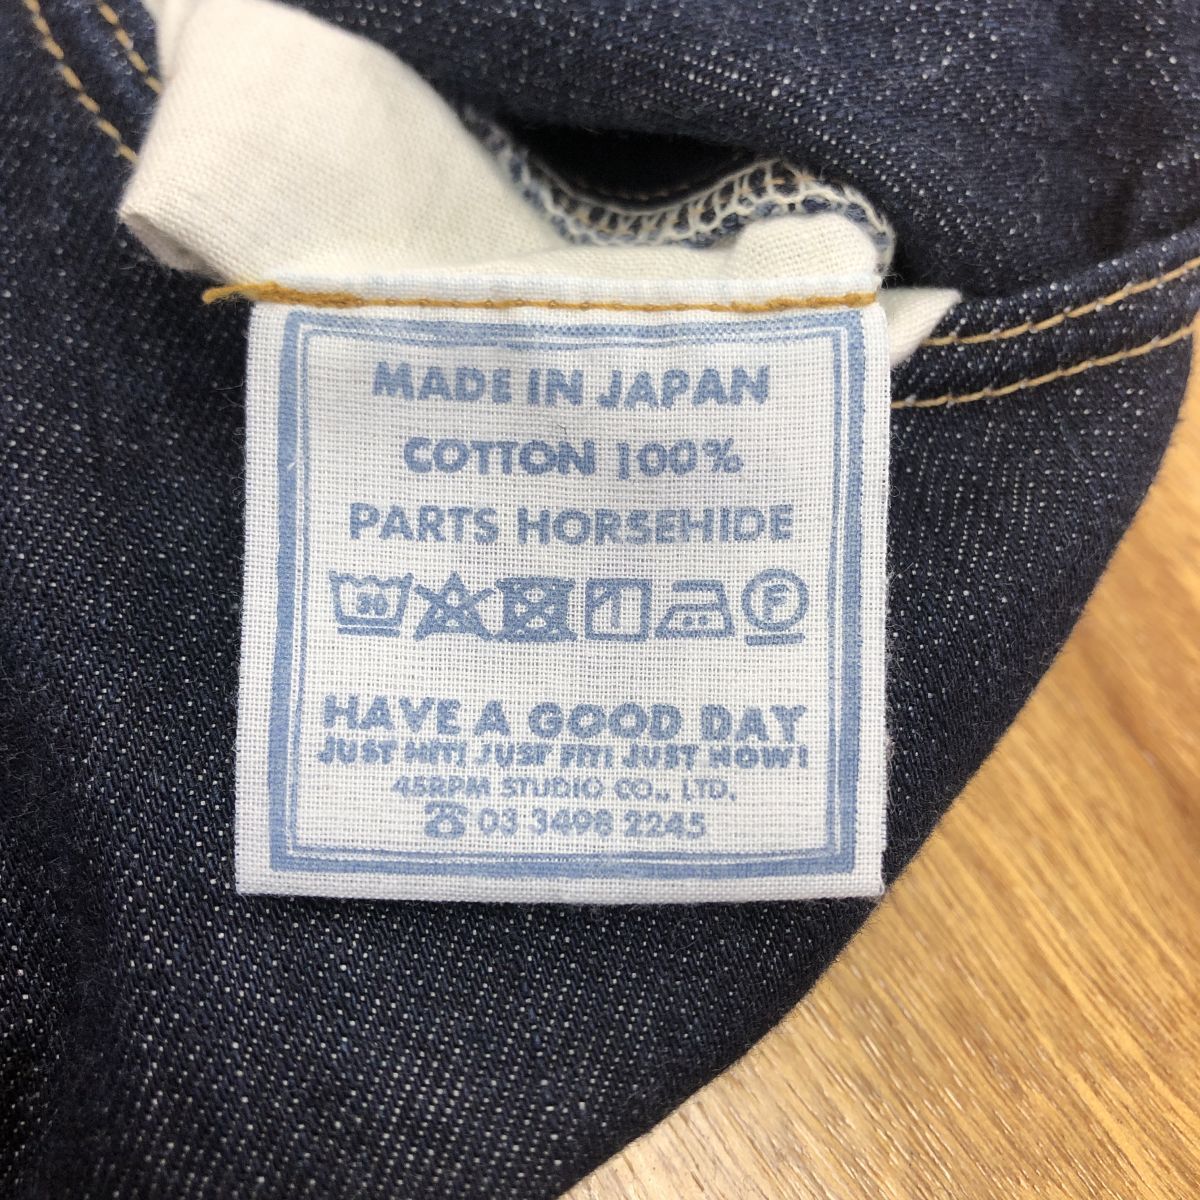 MADE IN JAPAN
COTTON 100%
PARTS HORSEHIDE
30 F
HAVE A GOOD DAY
JUST HIT! JUST FIT! JUST NOW!
45RPM STUDIO CO., LTD.
☎ 03 3498 2245